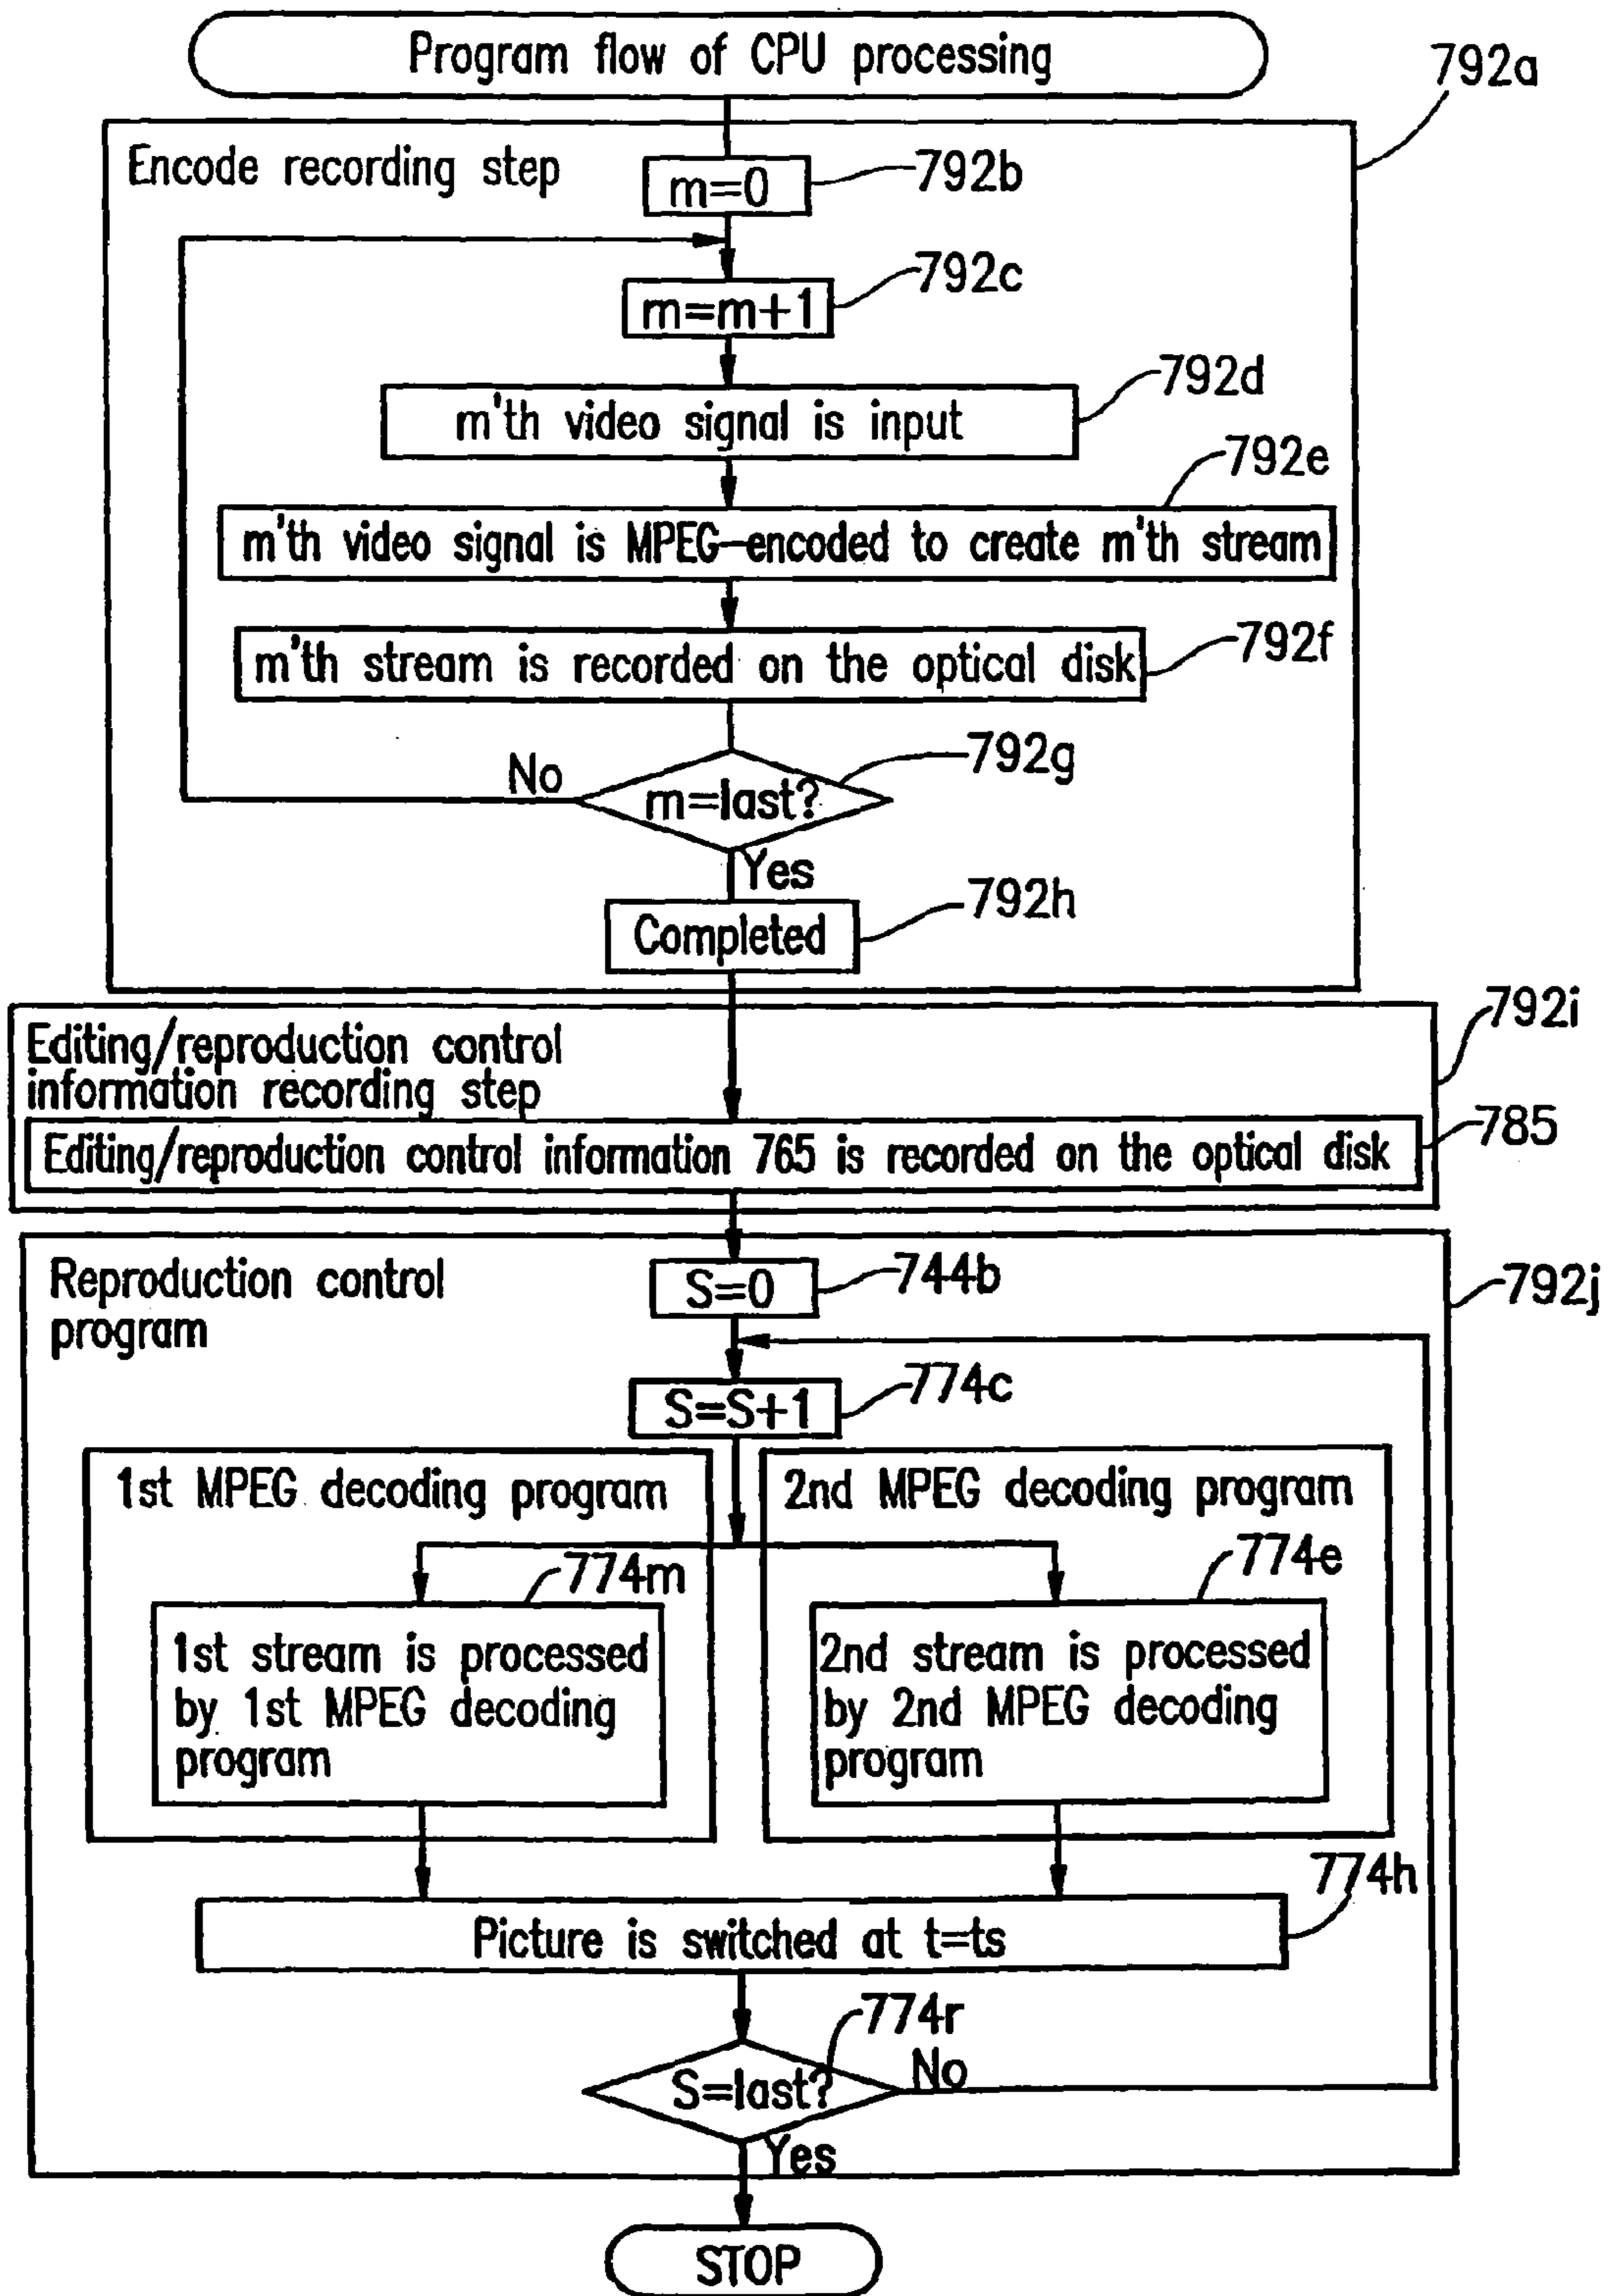 Program flow of CPU processing
792a
Encode recording step
m=0
792b
m=m+1
792c
m'th video signal is input
792d
m'th video signal is MPEG-encoded to create m'th stream
792e
m'th stream is recorded on the optical disk
792f
m=last?
792g
No
Yes
Completed
792h
792i
Editing/reproduction control
information recording step
Editing/reproduction control information 765 is recorded on the optical disk
785
Reproduction control
program
792j
S=0
744b
S=S+1
774c
1st MPEG decoding program
2nd MPEG decoding program
774m
774e
1st stream is processed
by 1st MPEG decoding
program
2nd stream is processed
by 2nd MPEG decoding
program
774h
Picture is switched at t=ts
774r
S=last?
No
Yes
STOP